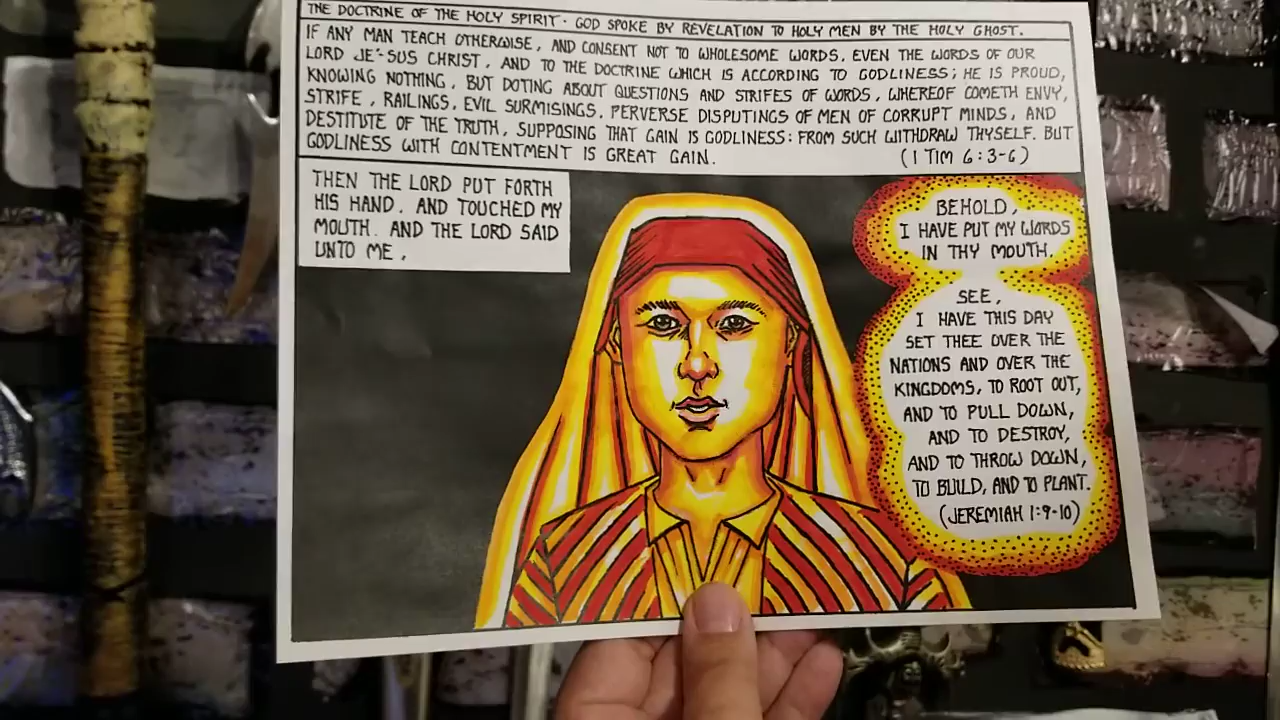 THE DOCTRINE OF THE HOLY SPIRIT · GOD SPOKE BY REVELATION TO HOLY MEN BY THE HOLY GHOST.
IF ANY MAN TEACH OTHERWISE, AND CONSENT NOT TO WHOLESOME WORDS, EVEN THE WORDS OF OUR
LORD JE-SUS CHRIST, AND TO THE DOCTRINE WHICH IS ACCORDING TO GODLINESS; HE IS PROUD,
KNOWING NOTHING, BUT DOTING ABOUT QUESTIONS AND STRIFES OF WORDS, WHEREOF COMETH ENVY,
STRIFE, RAILINGS, EVIL SURMISINGS, PERVERSE DISPUTINGS OF MEN OF CORRUPT MINDS, AND
DESTITUTE OF THE TRUTH, SUPPOSING THAT GAIN IS GODLINESS: FROM SUCH WITHDRAW THYSELF. BUT
GODLINESS WITH CONTENTMENT IS GREAT GAIN. (I TIM 6:3-6)
THEN THE LORD PUT FORTH
HIS HAND, AND TOUCHED MY
MOUTH. AND THE LORD SAID
UNTO ME,
BEHOLD,
I HAVE PUT MY WORDS
IN THY MOUTH,
SEE,
I HAVE THIS DAY
SET THEE OVER THE
NATIONS AND OVER THE
KINGDOMS, TO ROOT OUT,
AND TO PULL DOWN,
AND TO DESTROY,
AND TO THROW DOWN,
TO BUILD, AND TO PLANT.
(JEREMIAH 1:9-10)